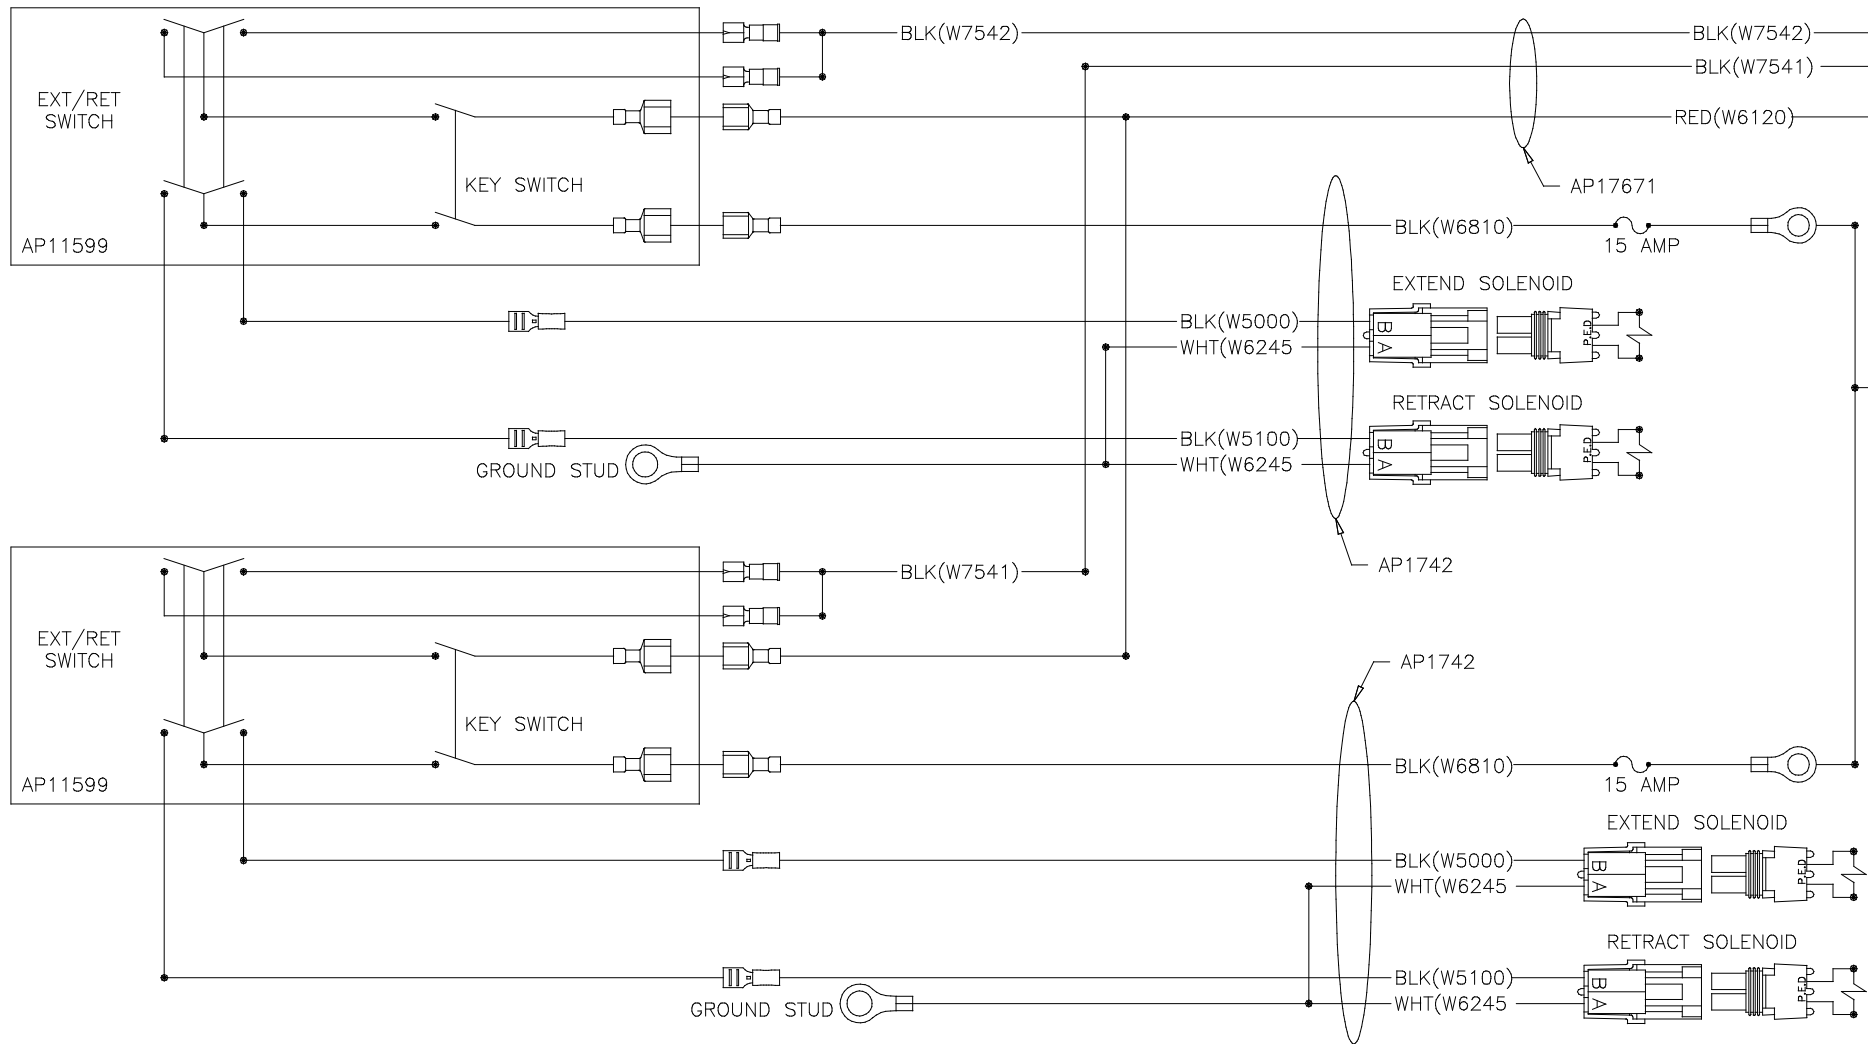 BLK(W7542)
BLK(W7542)
BLK(W7541)
EXT/RET
SWITCH
RED(W6120)
KEY SWITCH
AP17671
AP11599
BLK(W6810)
15 AMP
EXTEND SOLENOID
BLK(W5000)
WHT(W6245
B
A
P.E.D
RETRACT SOLENOID
BLK(W5100)
WHT(W6245
B
A
P.E.D
GROUND STUD
AP1742
BLK(W7541)
EXT/RET
SWITCH
AP1742
KEY SWITCH
AP11599
BLK(W6810)
15 AMP
EXTEND SOLENOID
BLK(W5000)
WHT(W6245
B
A
P.E.D
RETRACT SOLENOID
BLK(W5100)
WHT(W6245
B
A
P.E.D
GROUND STUD